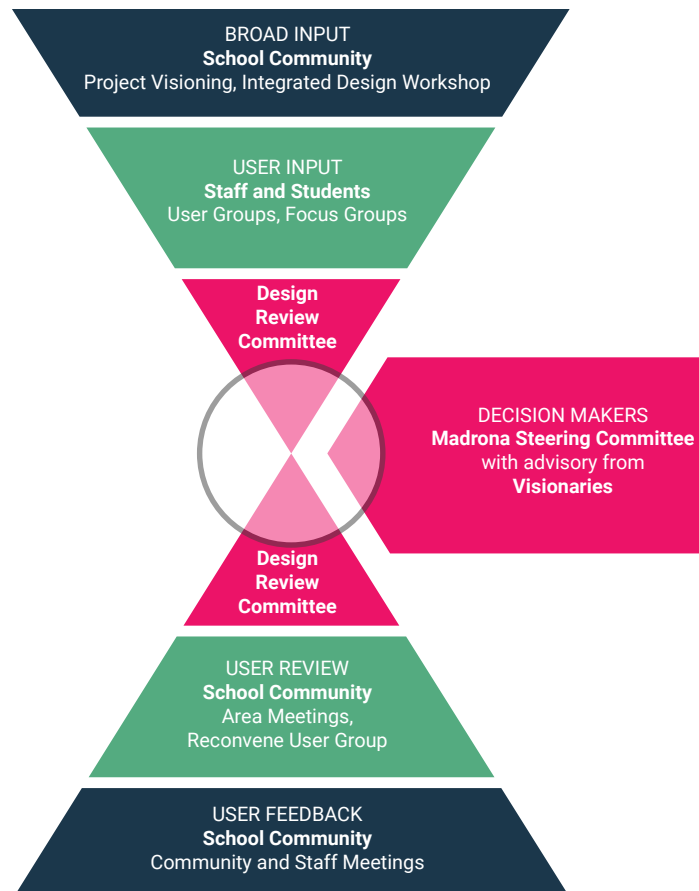 BROAD INPUT
School Community
Project Visioning, Integrated Design Workshop
USER INPUT
Staff and Students
User Groups, Focus Groups
Design
Review
Committee
DECISION MAKERS
Madrona Steering Committee
with advisory from
Visionaries
Design
Review
Committee
USER REVIEW
School Community
Area Meetings,
Reconvene User Group
USER FEEDBACK
School Community
Community and Staff Meetings